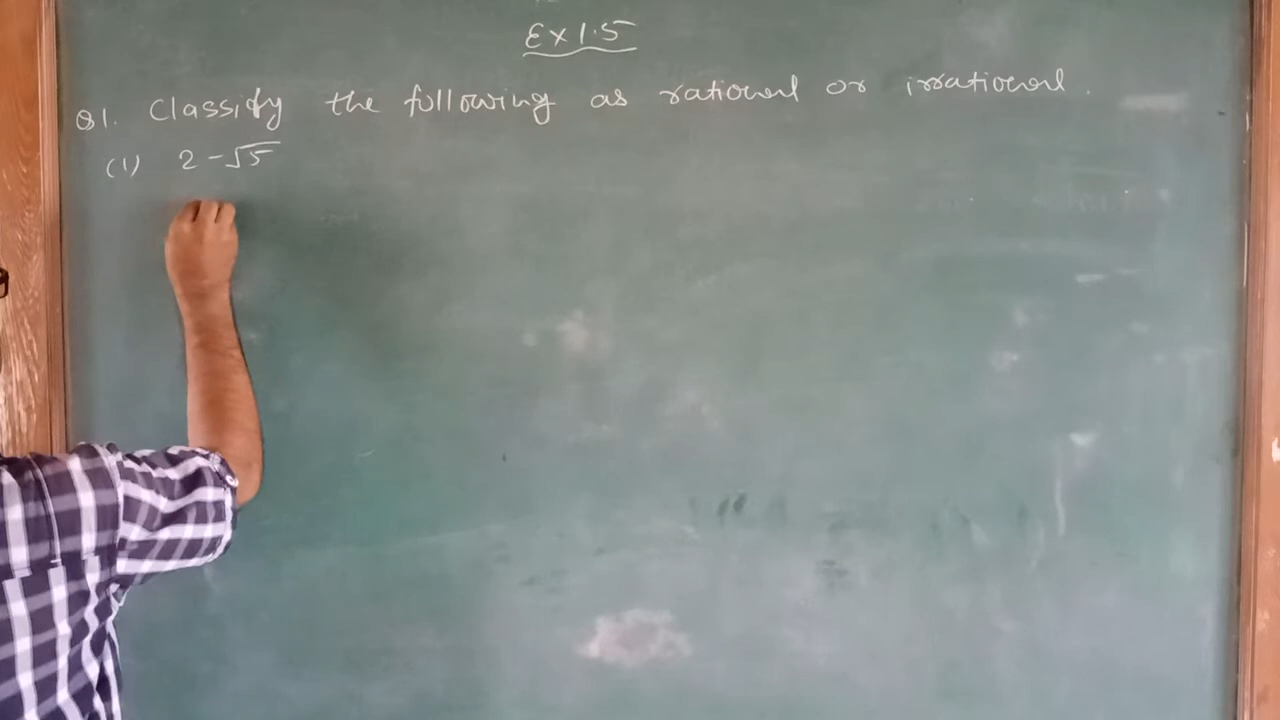 Ex 1.5
Q1. Classify the following as rational or irrational.
(1) 2-√5